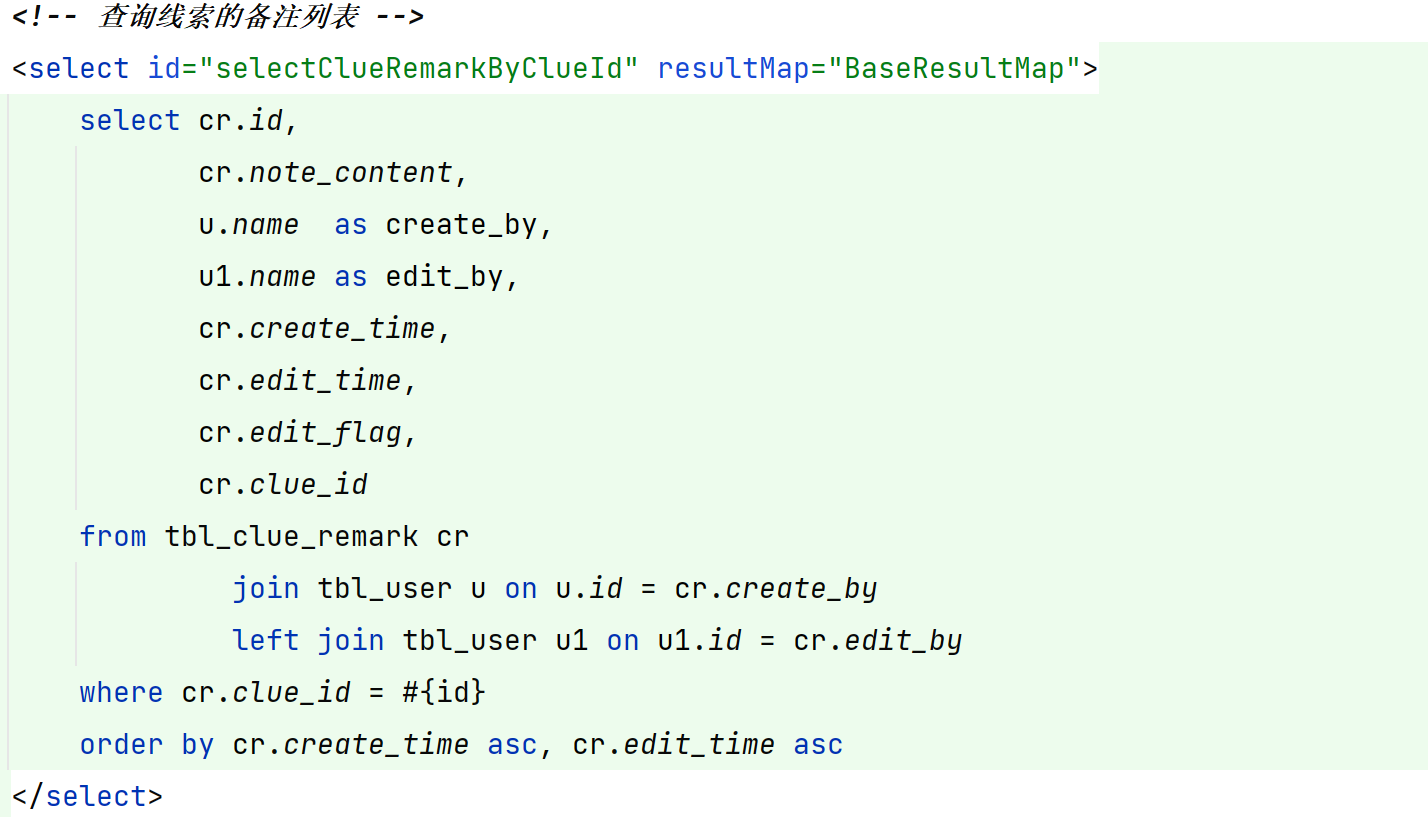 <!-- 查询线索的备注列表 -->
<select id="selectClueRemarkByClueId" resultMap="BaseResultMap">
    select cr.id,
           cr.note_content,
           u.name  as create_by,
           u1.name as edit_by,
           cr.create_time,
           cr.edit_time,
           cr.edit_flag,
           cr.clue_id
    from tbl_clue_remark cr
             join tbl_user u on u.id = cr.create_by
             left join tbl_user u1 on u1.id = cr.edit_by
    where cr.clue_id = #{id}
    order by cr.create_time asc, cr.edit_time asc
</select>